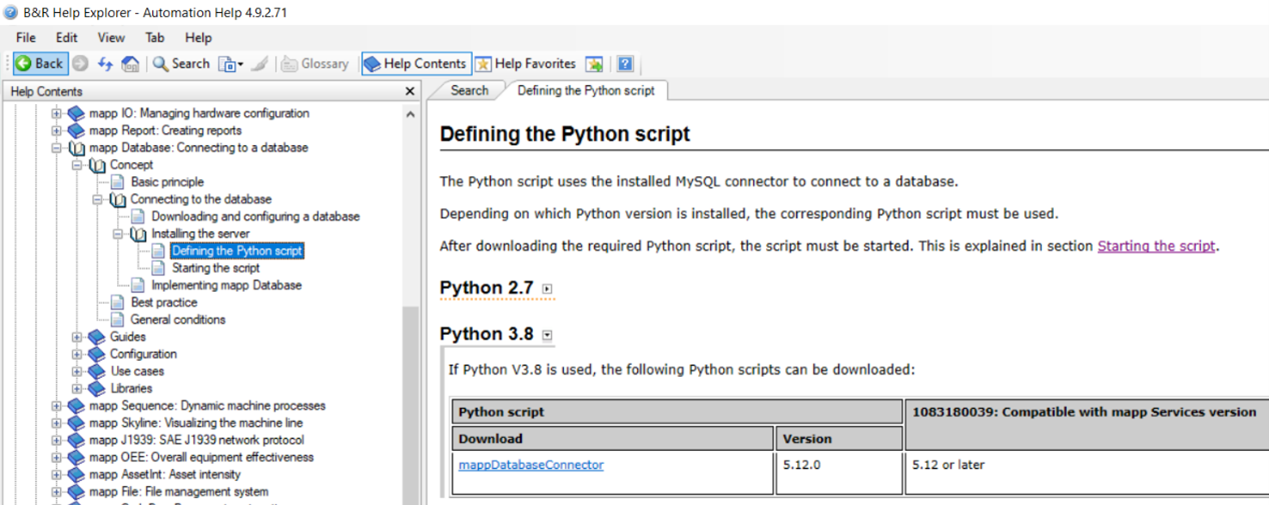 B&R Help Explorer - Automation Help 4.9.2.71
File Edit View Tab Help
Back Search Glossary Help Contents Help Favorites
Help Contents
mapp IO: Managing hardware configuration
mapp Report: Creating reports
mapp Database: Connecting to a database
Concept
Basic principle
Connecting to the database
Downloading and configuring a database
Installing the server
Defining the Python script
Starting the script
Implementing mapp Database
Best practice
General conditions
Guides
Configuration
Use cases
Libraries
mapp Sequence: Dynamic machine processes
mapp Skyline: Visualizing the machine line
mapp J1939: SAE J1939 network protocol
mapp OEE: Overall equipment effectiveness
mapp AssetInt: Asset intensity
mapp File: File management system
Search Defining the Python script
Defining the Python script
The Python script uses the installed MySQL connector to connect to a database.
Depending on which Python version is installed, the corresponding Python script must be used.
After downloading the required Python script, the script must be started. This is explained in section Starting the script.
Python 2.7
Python 3.8
If Python V3.8 is used, the following Python scripts can be downloaded:
Python script 1083180039: Compatible with mapp Services version
Download Version
mappDatabaseConnector 5.12.0 5.12 or later